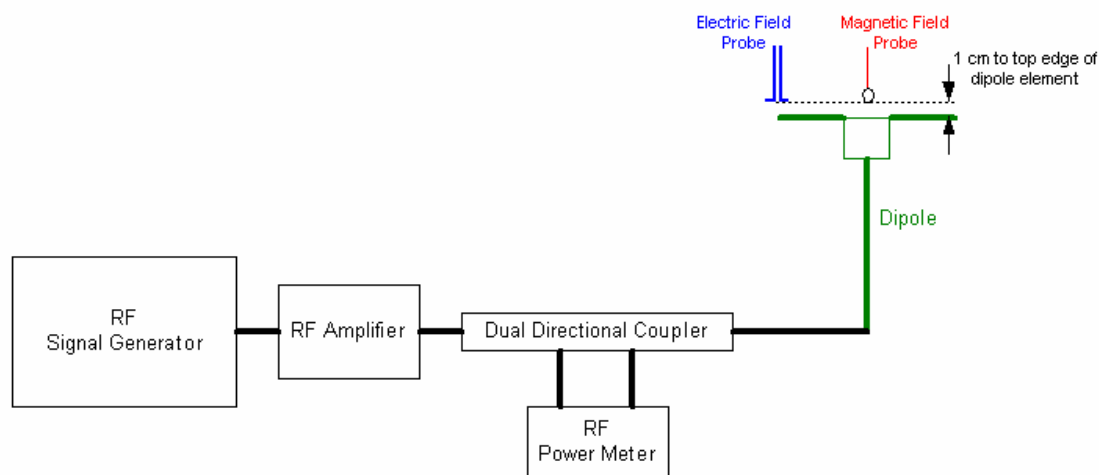 Electric Field
Probe
Magnetic Field
Probe
1 cm to top edge of
dipole element
Dipole
RF
Signal Generator
RF Amplifier
Dual Directional Coupler
RF
Power Meter